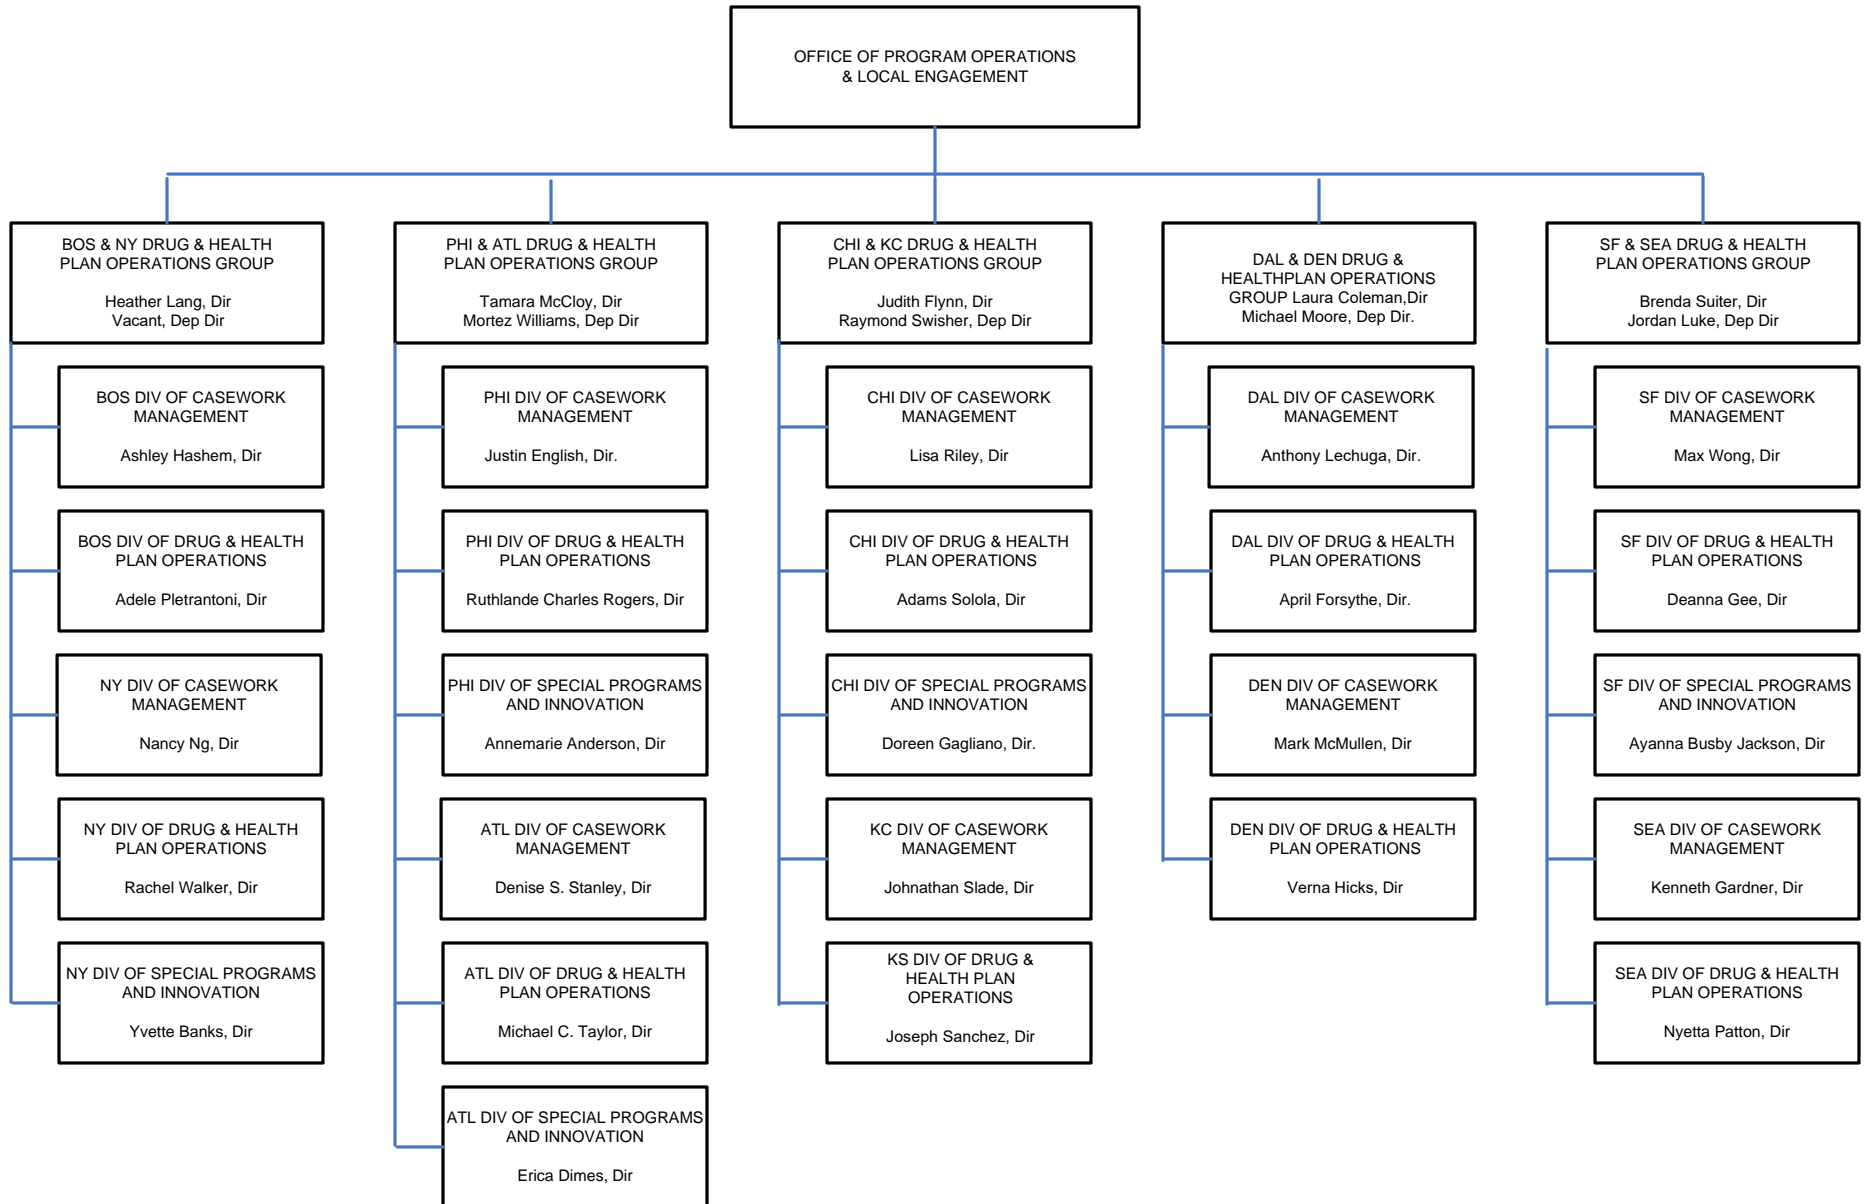 OFFICE OF PROGRAM OPERATIONS
& LOCAL ENGAGEMENT
BOS & NY DRUG & HEALTH
PLAN OPERATIONS GROUP
Heather Lang, Dir
Vacant, Dep Dir
BOS DIV OF CASEWORK
MANAGEMENT
Ashley Hashem, Dir
BOS DIV OF DRUG & HEALTH
PLAN OPERATIONS
Adele Pletrantoni, Dir
NY DIV OF CASEWORK
MANAGEMENT
Nancy Ng, Dir
NY DIV OF DRUG & HEALTH
PLAN OPERATIONS
Rachel Walker, Dir
NY DIV OF SPECIAL PROGRAMS
AND INNOVATION
Yvette Banks, Dir
PHI & ATL DRUG & HEALTH
PLAN OPERATIONS GROUP
Tamara McCloy, Dir
Mortez Williams, Dep Dir
PHI DIV OF CASEWORK
MANAGEMENT
Justin English, Dir.
PHI DIV OF DRUG & HEALTH
PLAN OPERATIONS
Ruthlande Charles Rogers, Dir
PHI DIV OF SPECIAL PROGRAMS
AND INNOVATION
Annemarie Anderson, Dir
ATL DIV OF CASEWORK
MANAGEMENT
Denise S. Stanley, Dir
ATL DIV OF DRUG & HEALTH
PLAN OPERATIONS
Michael C. Taylor, Dir
ATL DIV OF SPECIAL PROGRAMS
AND INNOVATION
Erica Dimes, Dir
CHI & KC DRUG & HEALTH
PLAN OPERATIONS GROUP
Judith Flynn, Dir
Raymond Swisher, Dep Dir
CHI DIV OF CASEWORK
MANAGEMENT
Lisa Riley, Dir
CHI DIV OF DRUG & HEALTH
PLAN OPERATIONS
Adams Solola, Dir
CHI DIV OF SPECIAL PROGRAMS
AND INNOVATION
Doreen Gagliano, Dir.
KC DIV OF CASEWORK
MANAGEMENT
Johnathan Slade, Dir
KS DIV OF DRUG &
HEALTH PLAN
OPERATIONS
Joseph Sanchez, Dir
DAL & DEN DRUG &
HEALTHPLAN OPERATIONS
GROUP Laura Coleman,Dir
Michael Moore, Dep Dir.
DAL DIV OF CASEWORK
MANAGEMENT
Anthony Lechuga, Dir.
DAL DIV OF DRUG & HEALTH
PLAN OPERATIONS
April Forsythe, Dir.
DEN DIV OF CASEWORK
MANAGEMENT
Mark McMullen, Dir
DEN DIV OF DRUG & HEALTH
PLAN OPERATIONS
Verna Hicks, Dir
SF & SEA DRUG & HEALTH
PLAN OPERATIONS GROUP
Brenda Suiter, Dir
Jordan Luke, Dep Dir
SF DIV OF CASEWORK
MANAGEMENT
Max Wong, Dir
SF DIV OF DRUG & HEALTH
PLAN OPERATIONS
Deanna Gee, Dir
SF DIV OF SPECIAL PROGRAMS
AND INNOVATION
Ayanna Busby Jackson, Dir
SEA DIV OF CASEWORK
MANAGEMENT
Kenneth Gardner, Dir
SEA DIV OF DRUG & HEALTH
PLAN OPERATIONS
Nyetta Patton, Dir